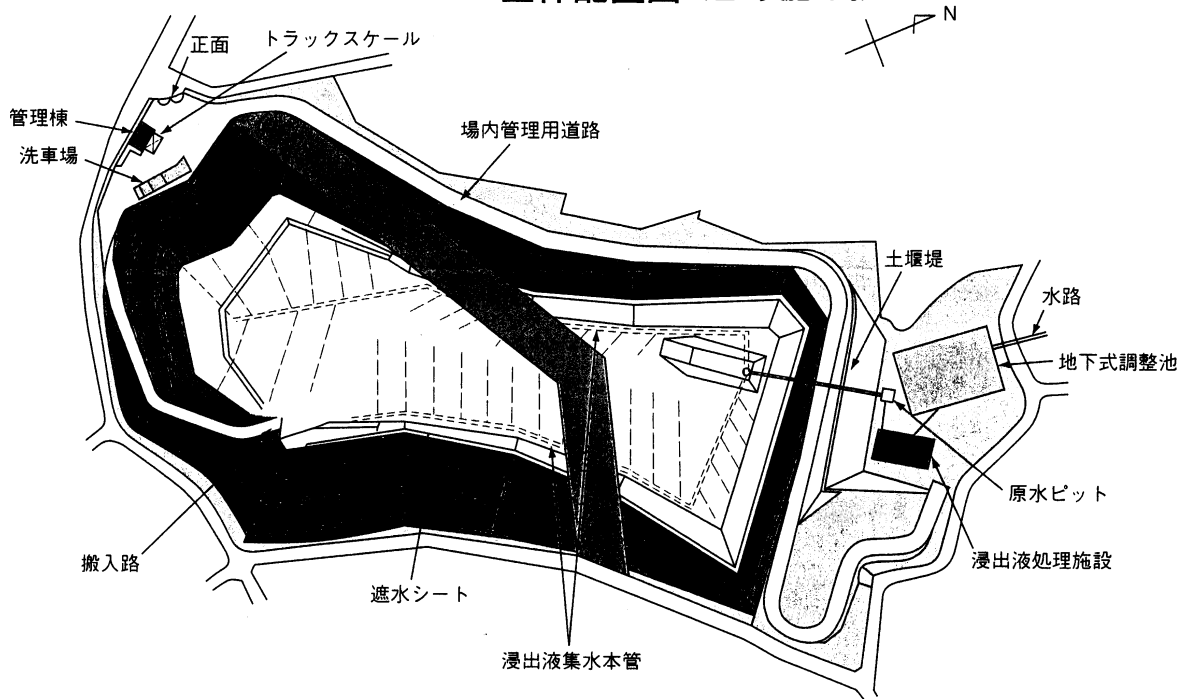 N
正面
トラックスケール
管理棟
洗車場
場内管理用道路
土堰堤
水路
地下式調整池
原水ピット
浸出液処理施設
搬入路
遮水シート
浸出液集水本管